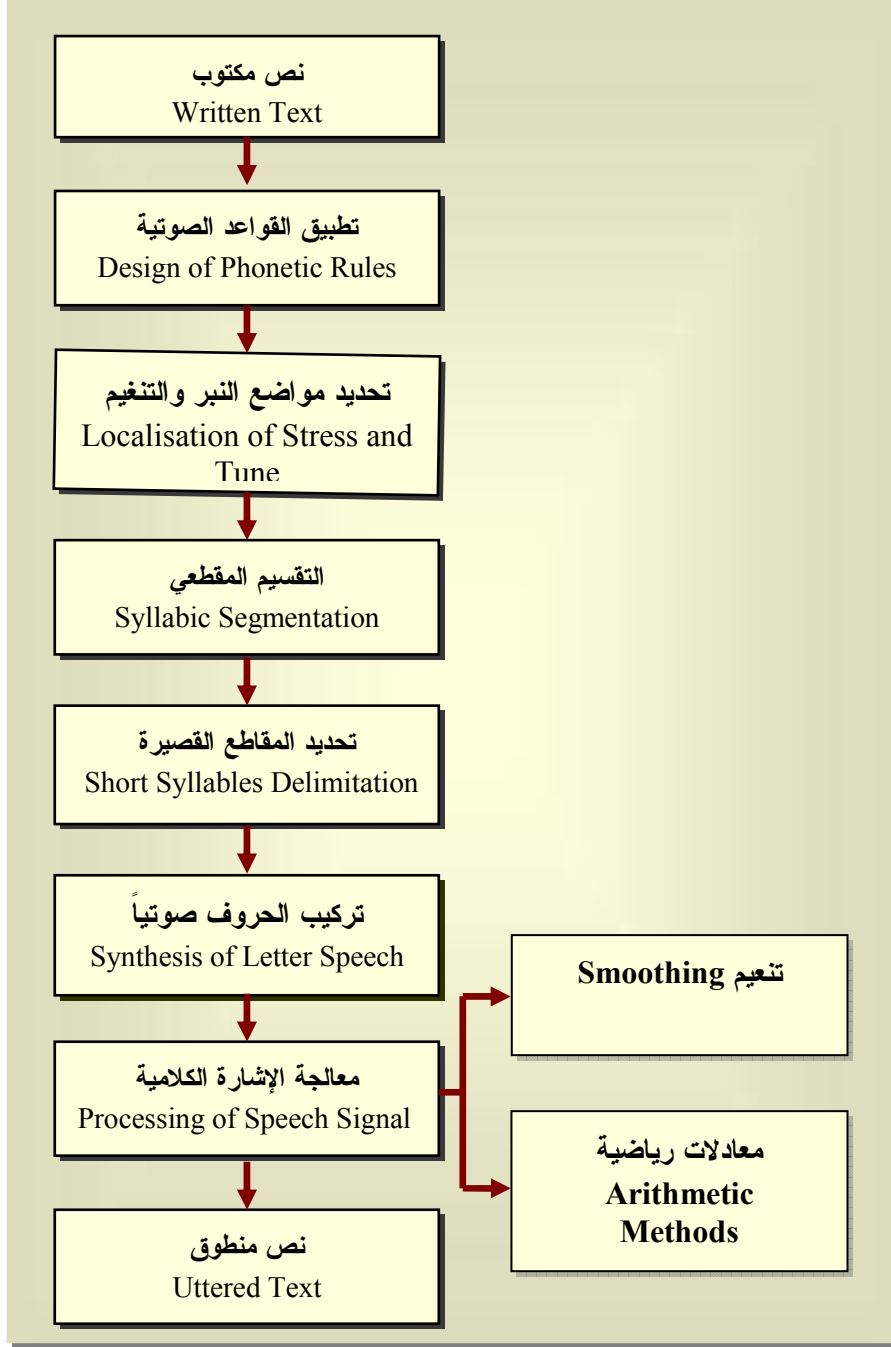 نص مكتوب
Written Text
تطبيق القواعد الصوتية
Design of Phonetic Rules
تحديد مواضع النبر والتنغيم
Localisation of Stress and
Tune
التقسيم المقطعي
Syllabic Segmentation
تحديد المقاطع القصيرة
Short Syllables Delimitation
تركيب الحروف صوتياً
Synthesis of Letter Speech
معالجة الإشارة الكلامية
Processing of Speech Signal
تنعيم Smoothing
معادلات رياضية
Arithmetic
Methods
نص منطوق
Uttered Text